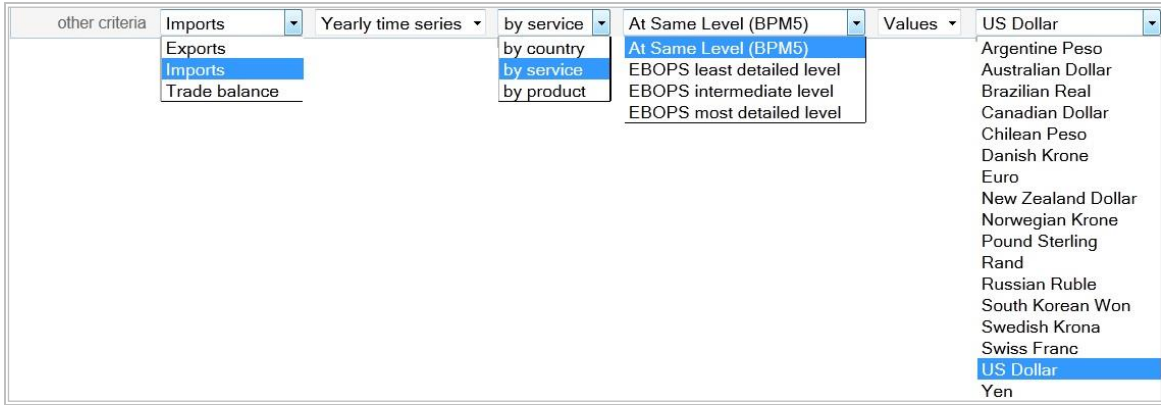 other criteria Imports Yearly time series by service At Same Level (BPM5) Values US Dollar
Exports
Imports
Trade balance
by country
by service
by product
At Same Level (BPM5)
EBOPS least detailed level
EBOPS intermediate level
EBOPS most detailed level
Argentine Peso
Australian Dollar
Brazilian Real
Canadian Dollar
Chilean Peso
Danish Krone
Euro
New Zealand Dollar
Norwegian Krone
Pound Sterling
Rand
Russian Ruble
South Korean Won
Swedish Krona
Swiss Franc
US Dollar
Yen